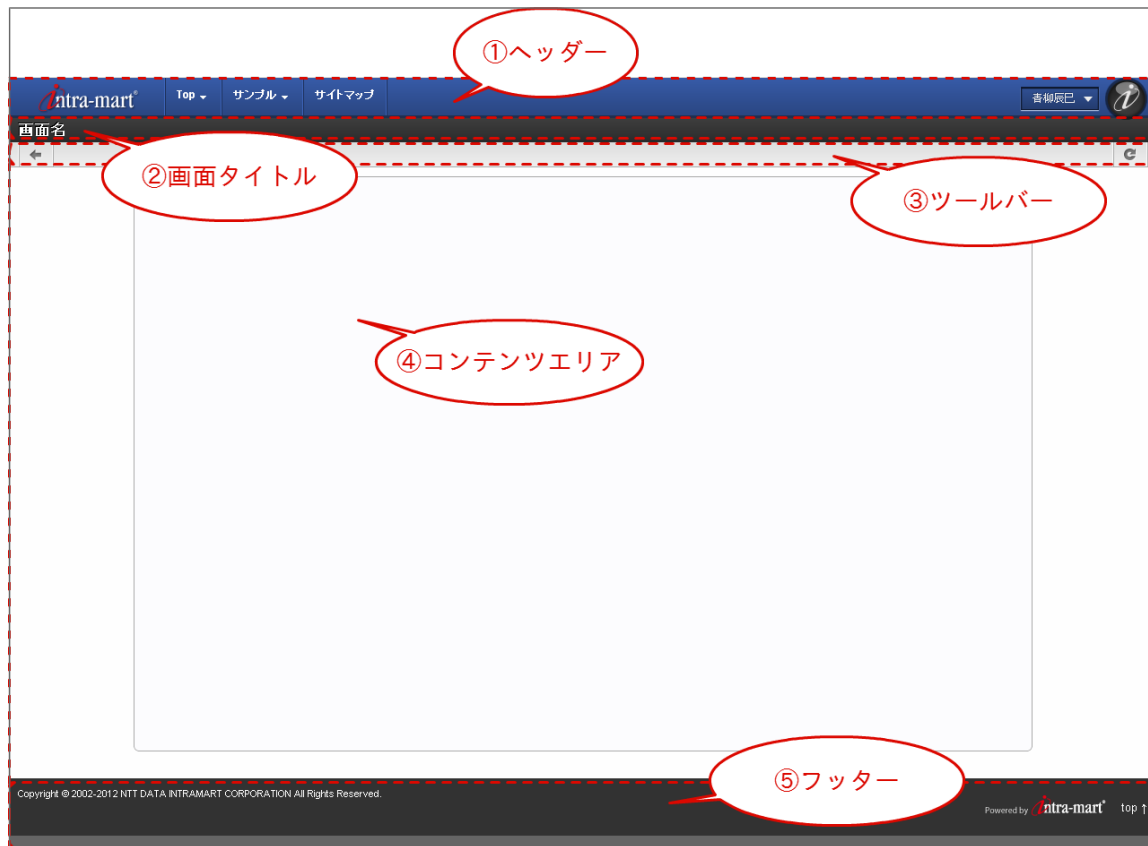 ①ヘッダー
intra-mart® Top サンプル サイトマップ 青柳辰巳
画面名
②画面タイトル
③ツールバー
④コンテンツエリア
⑤フッター
Copyright © 2002-2012 NTT DATA INTRAMART CORPORATION All Rights Reserved.
Powered by intra-mart® top ↑